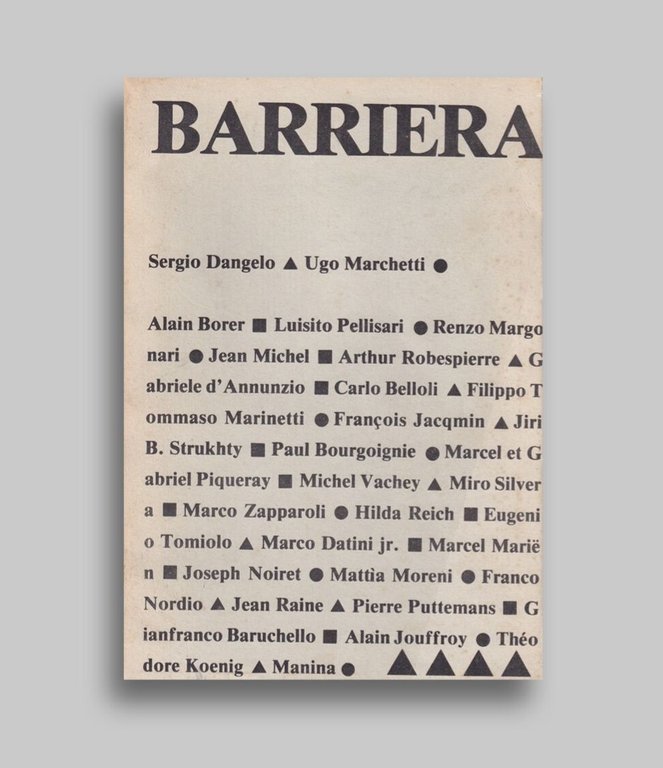 BARRIERA
Sergio Dangelo ▲ Ugo Marchetti ●
Alain Borer ■ Luisito Pellisari ● Renzo Margo
nari ● Jean Michel ■ Arthur Robespierre ▲ G
abriele d'Annunzio ■ Carlo Belloli ▲ Filippo T
ommaso Marinetti ● François Jacqmin ▲ Jiri
B. Strukhty ■ Paul Bourgoignie ● Marcel et G
abriel Piqueray ■ Michel Vachey ▲ Miro Silver
a ■ Marco Zapparoli ● Hilda Reich ■ Eugeni
o Tomiolo ▲ Marco Datini jr. ■ Marcel Marië
n ■ Joseph Noiret ● Mattìa Moreni ● Franco
Nordio ▲ Jean Raine ▲ Pierre Puttemans ■ G
ianfranco Baruchello ■ Alain Jouffroy ● Théo
dore Koenig ▲ Manina ● ▲▲▲▲